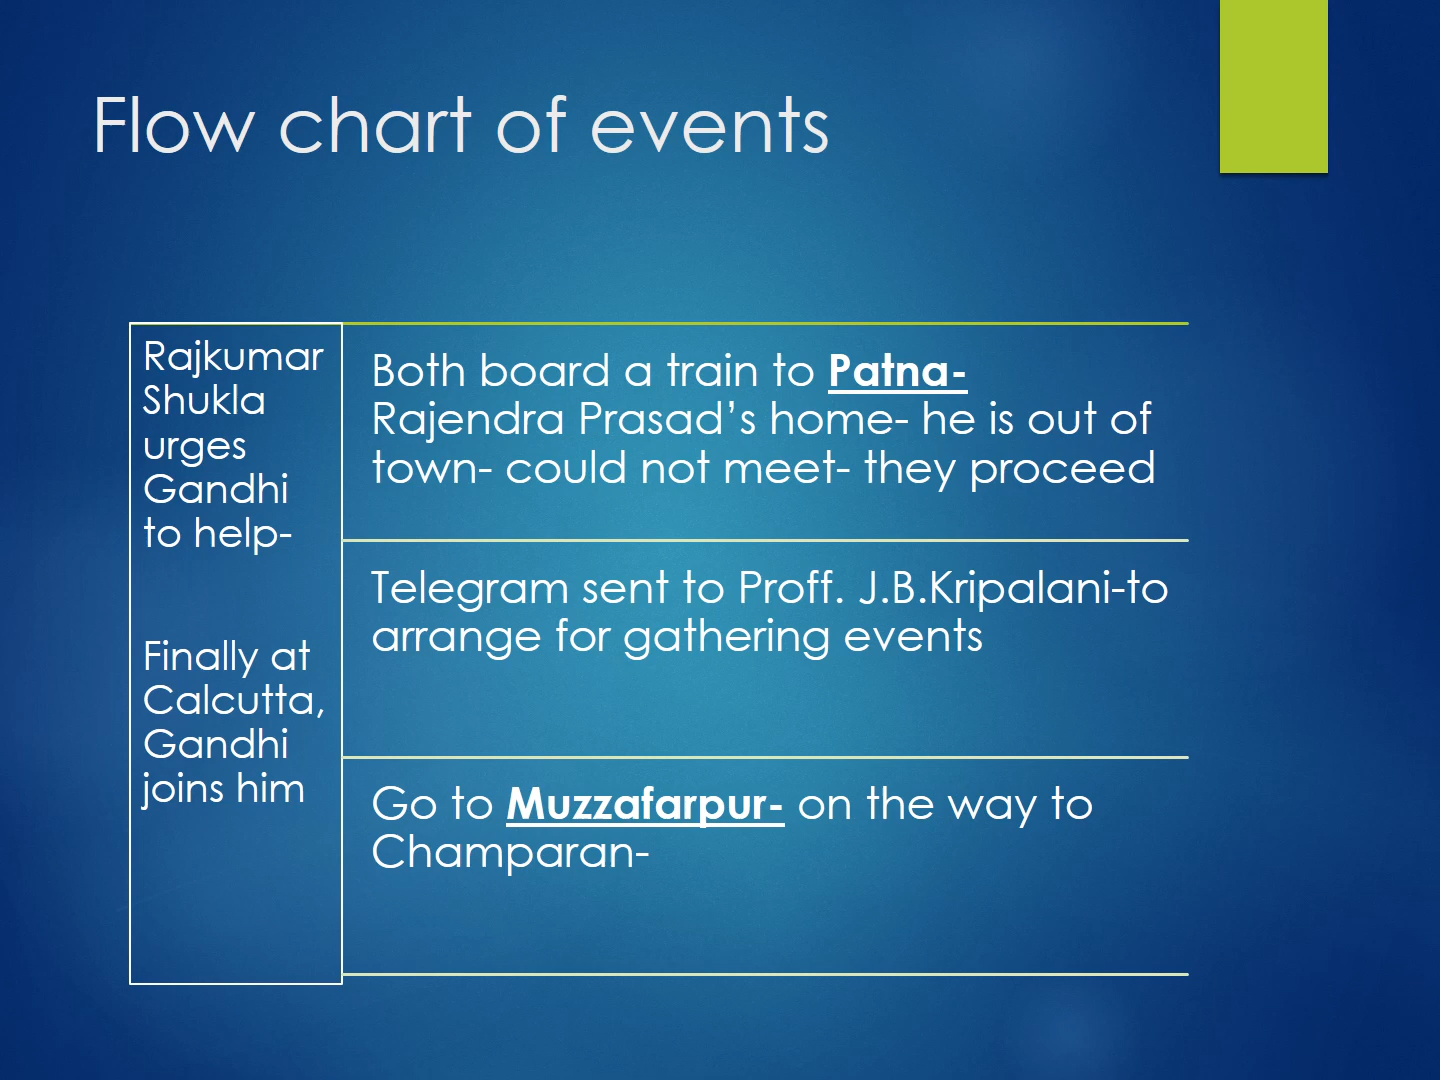 Flow chart of events
Rajkumar
Shukla
urges
Gandhi
to help-
Finally at
Calcutta,
Gandhi
joins him
Both board a train to Patna-
Rajendra Prasad’s home- he is out of
town- could not meet- they proceed
Telegram sent to Proff. J.B.Kripalani-to
arrange for gathering events
Go to Muzzafarpur- on the way to
Champaran-